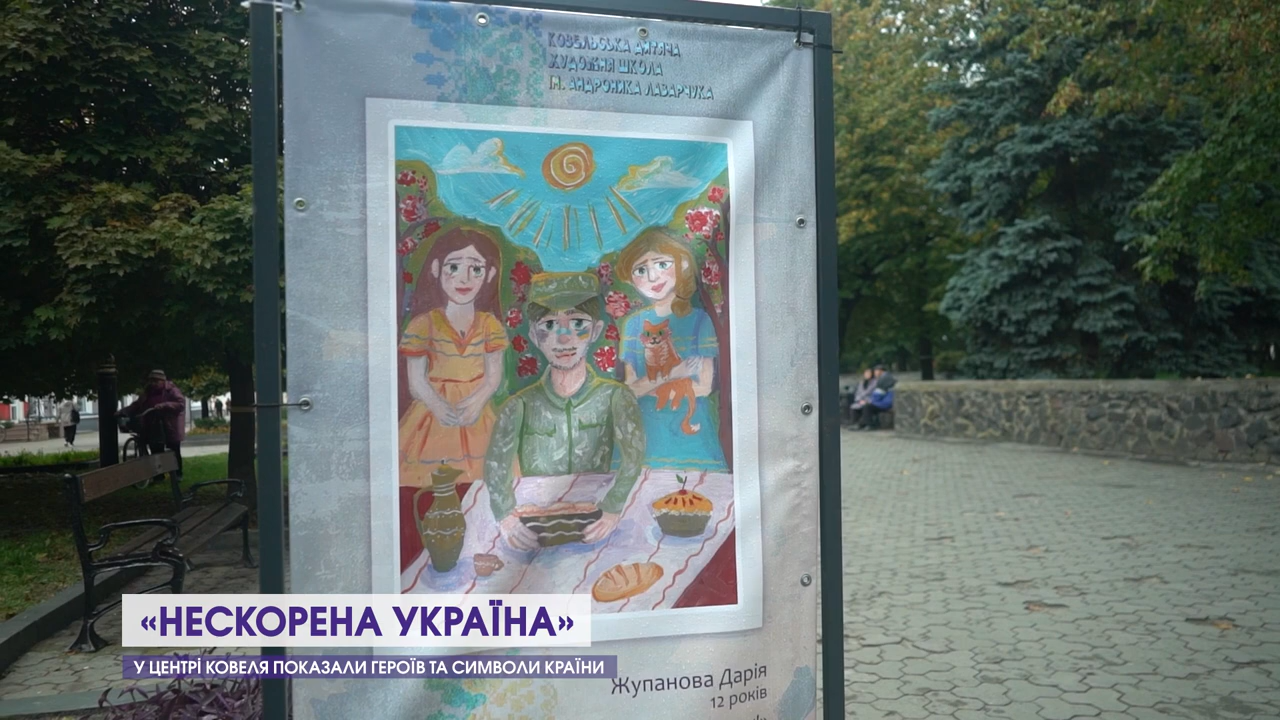 КОВЕЛЬСЬКА ДИТЯЧА
ХУДОЖНЯ ШКОЛА
ІМ. АНДРОНИКА ЛАЗАРЧУКА
«НЕСКОРЕНА УКРАЇНА»
У ЦЕНТРІ КОВЕЛЯ ПОКАЗАЛИ ГЕРОЇВ ТА СИМВОЛИ КРАЇНИ
Жупанова Дарія
12 років